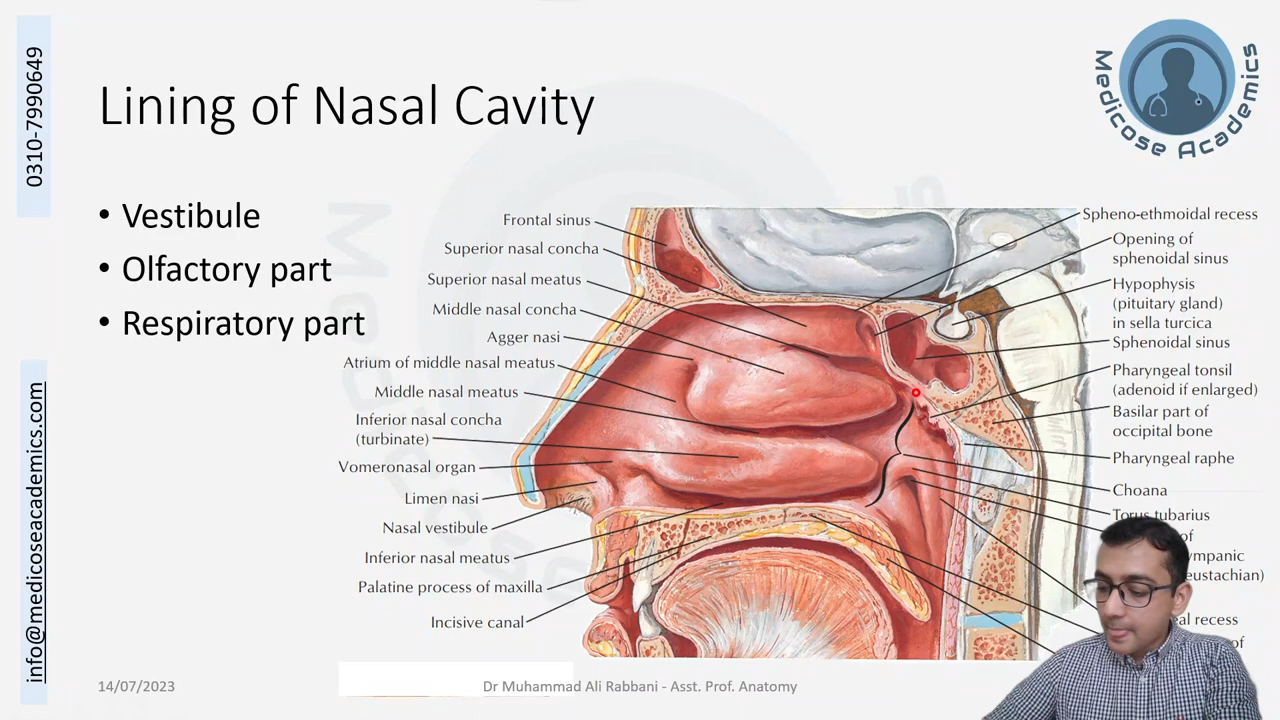 0310-7990649
info@medicoseacademics.com
Medicose Academics
Lining of Nasal Cavity
• Vestibule
• Olfactory part
• Respiratory part
Frontal sinus
Superior nasal concha
Superior nasal meatus
Middle nasal concha
Agger nasi
Atrium of middle nasal meatus
Middle nasal meatus
Inferior nasal concha
(turbinate)
Vomeronasal organ
Limen nasi
Nasal vestibule
Inferior nasal meatus
Palatine process of maxilla
Incisive canal
Spheno-ethmoidal recess
Opening of
sphenoidal sinus
Hypophysis
(pituitary gland)
in sella turcica
Sphenoidal sinus
Pharyngeal tonsil
(adenoid if enlarged)
Basilar part of
occipital bone
Pharyngeal raphe
Choana
Torus tubarius
of
recess
of
14/07/2023
Dr Muhammad Ali Rabbani - Asst. Prof. Anatomy